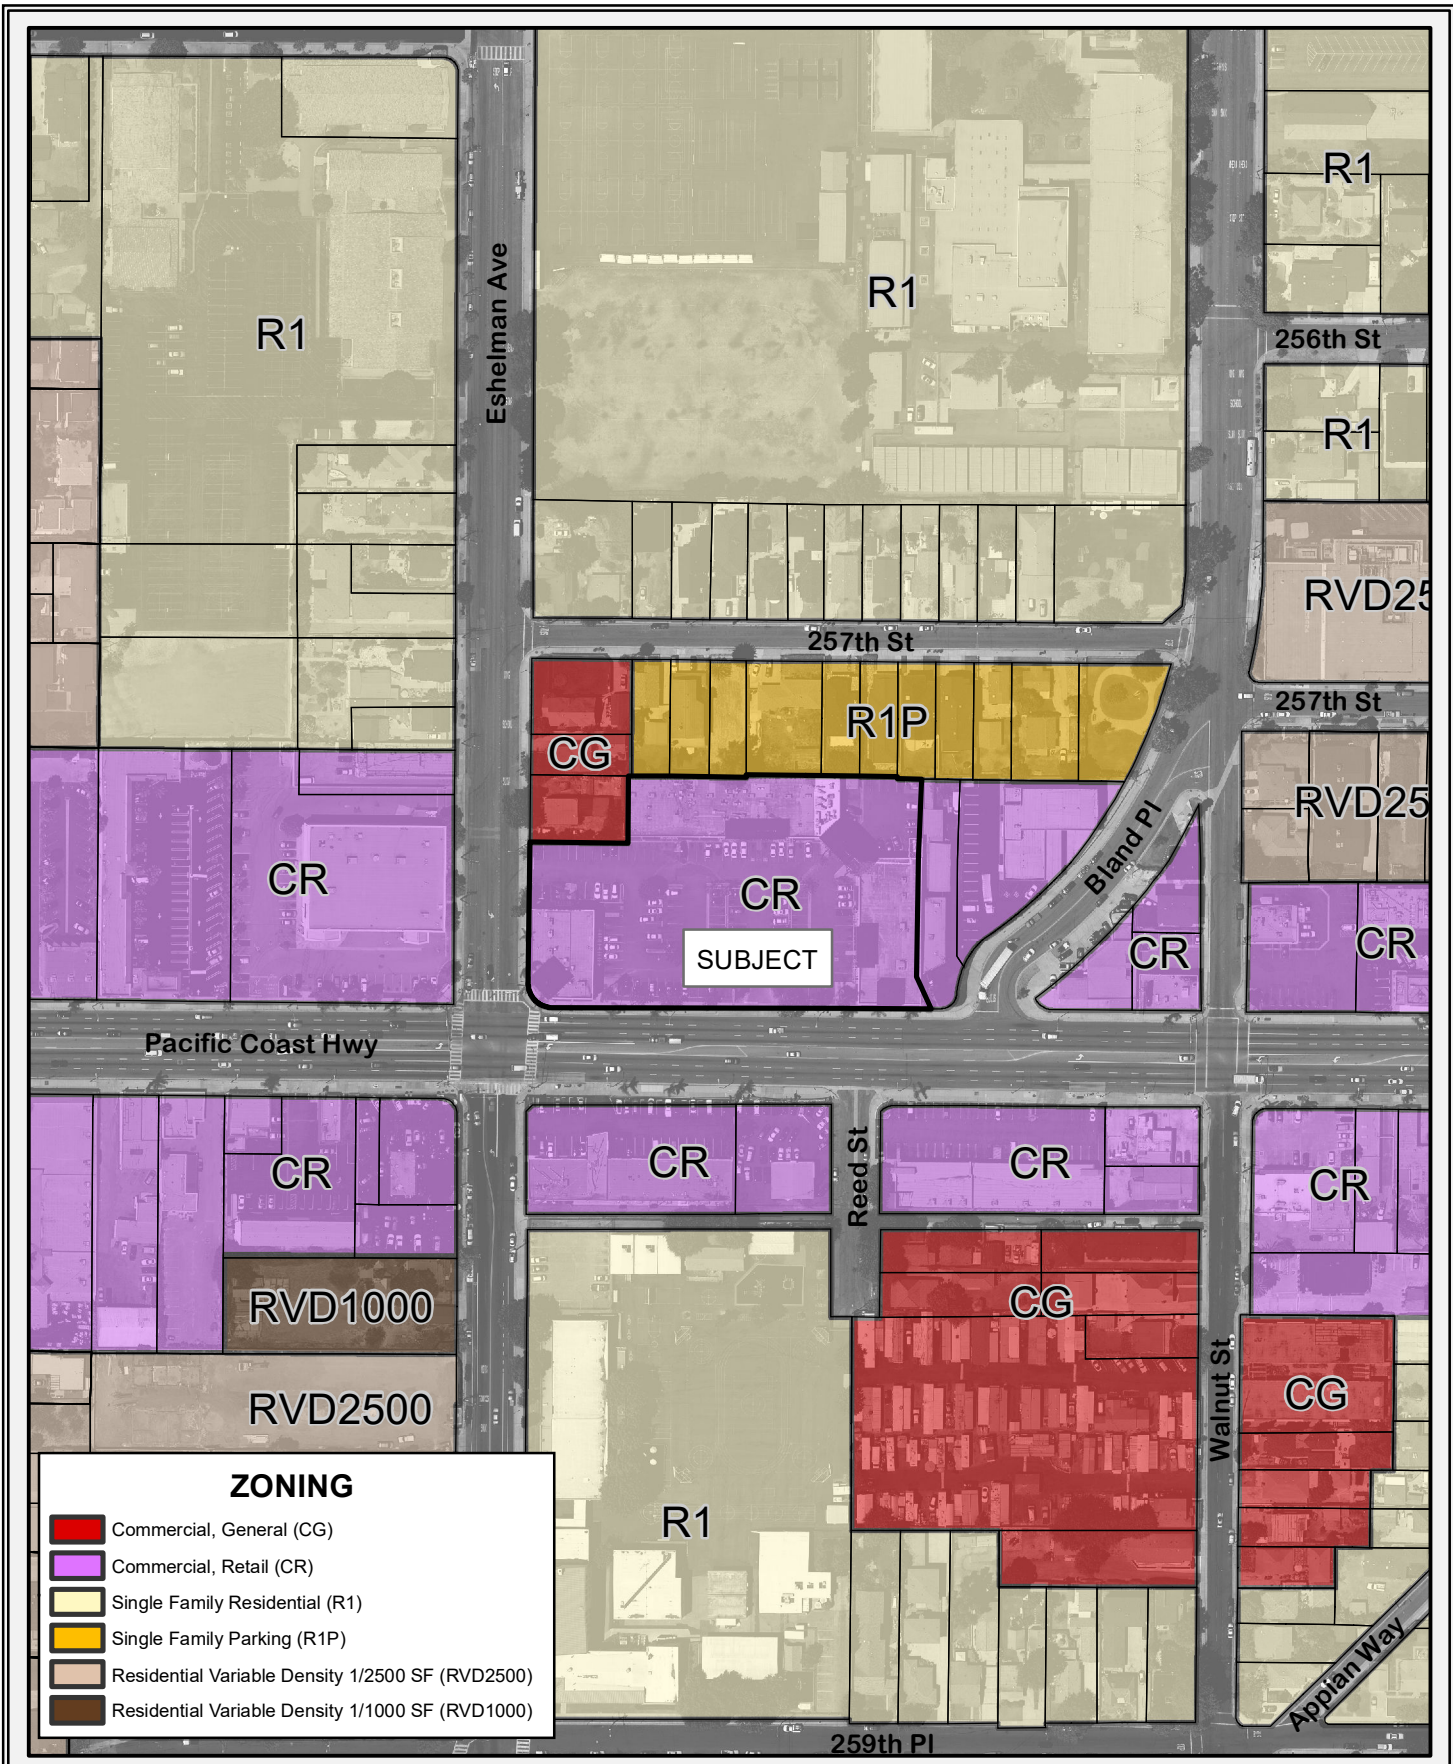 R1
R1
256th St
R1
Eshelman Ave
R1
RVD25
257th St
257th St
R1P
CG
RVD25
Bland Pl
CR
CR
CR
CR
SUBJECT
Pacific Coast Hwy
CR
CR
Reed St
CR
CR
RVD1000
CG
RVD2500
Walnut St
CG
R1
Appian Way
259th Pl
ZONING
Commercial, General (CG)
Commercial, Retail (CR)
Single Family Residential (R1)
Single Family Parking (R1P)
Residential Variable Density 1/2500 SF (RVD2500)
Residential Variable Density 1/1000 SF (RVD1000)